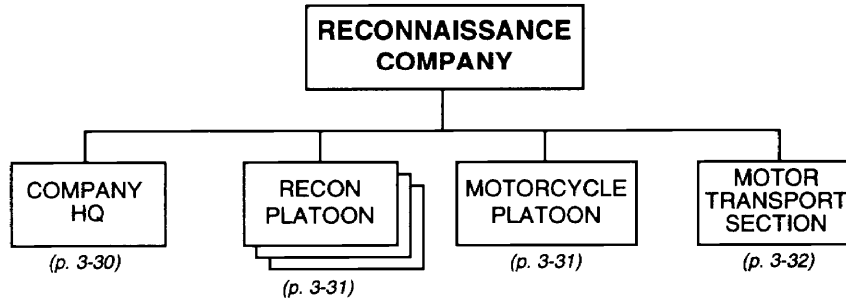 RECONNAISSANCE
COMPANY
COMPANY
HQ
(p. 3-30)
RECON
PLATOON
(p. 3-31)
MOTORCYCLE
PLATOON
(p. 3-31)
MOTOR
TRANSPORT
SECTION
(p. 3-32)